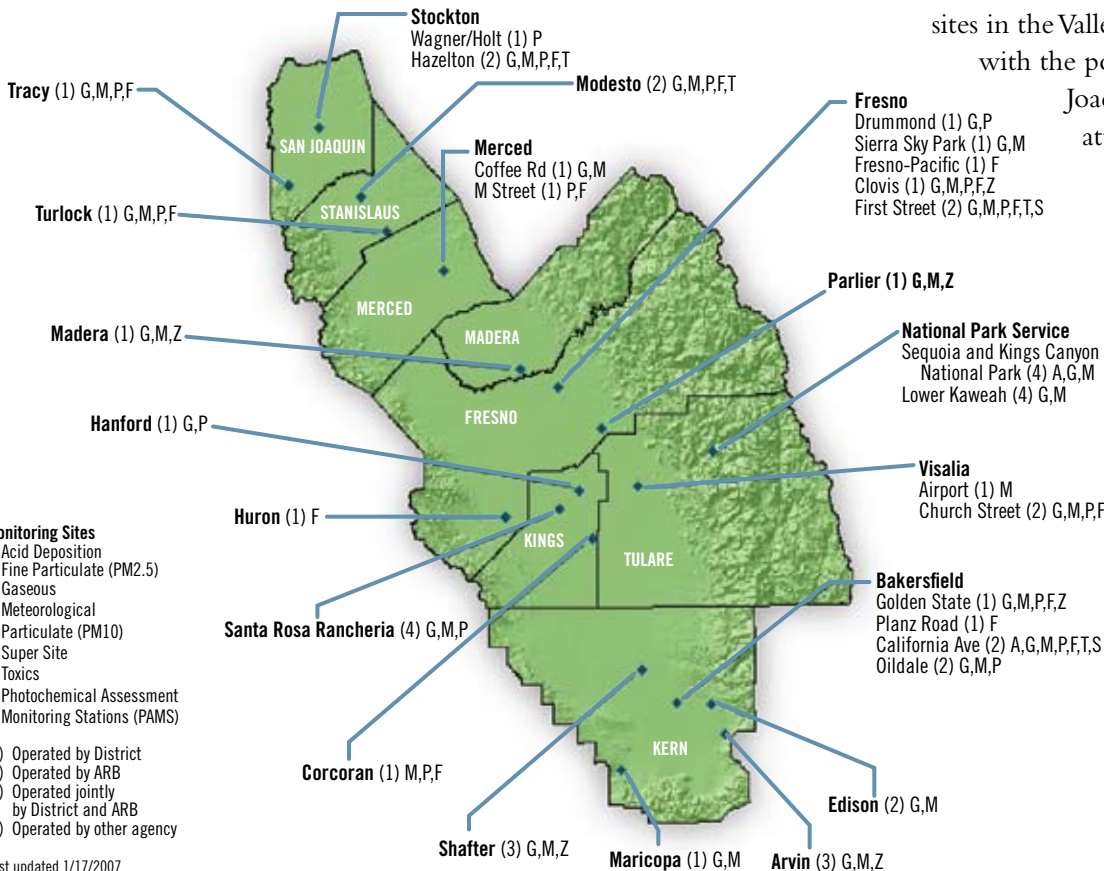 sites in the Valle
with the po
Joac
at
Stockton
Wagner/Holt (1) P
Hazelton (2) G,M,P,F,T
Tracy (1) G,M,P,F
Modesto (2) G,M,P,F,T
Fresno
Drummond (1) G,P
Sierra Sky Park (1) G,M
Fresno-Pacific (1) F
Clovis (1) G,M,P,F,Z
First Street (2) G,M,P,F,T,S
Merced
Coffee Rd (1) G,M
M Street (1) P,F
SAN JOAQUIN
Turlock (1) G,M,P,F
STANISLAUS
Parlier (1) G,M,Z
MERCED
Madera (1) G,M,Z
MADERA
National Park Service
Sequoia and Kings Canyon
National Park (4) A,G,M
Lower Kaweah (4) G,M
Hanford (1) G,P
FRESNO
Visalia
Airport (1) M
Church Street (2) G,M,P,F
Huron (1) F
KINGS
TULARE
onitoring Sites
Acid Deposition
Fine Particulate (PM2.5)
Gaseous
Meteorological
Particulate (PM10)
Super Site
Toxics
Photochemical Assessment
Monitoring Stations (PAMS)
) Operated by District
) Operated by ARB
) Operated jointly
by District and ARB
) Operated by other agency
st updated 1/17/2007
Santa Rosa Rancheria (4) G,M,P
Bakersfield
Golden State (1) G,M,P,F,Z
Planz Road (1) F
California Ave (2) A,G,M,P,F,T,S
Oildale (2) G,M,P
Corcoran (1) M,P,F
KERN
Edison (2) G,M
Shafter (3) G,M,Z
Maricopa (1) G,M
Arvin (3) G,M,Z